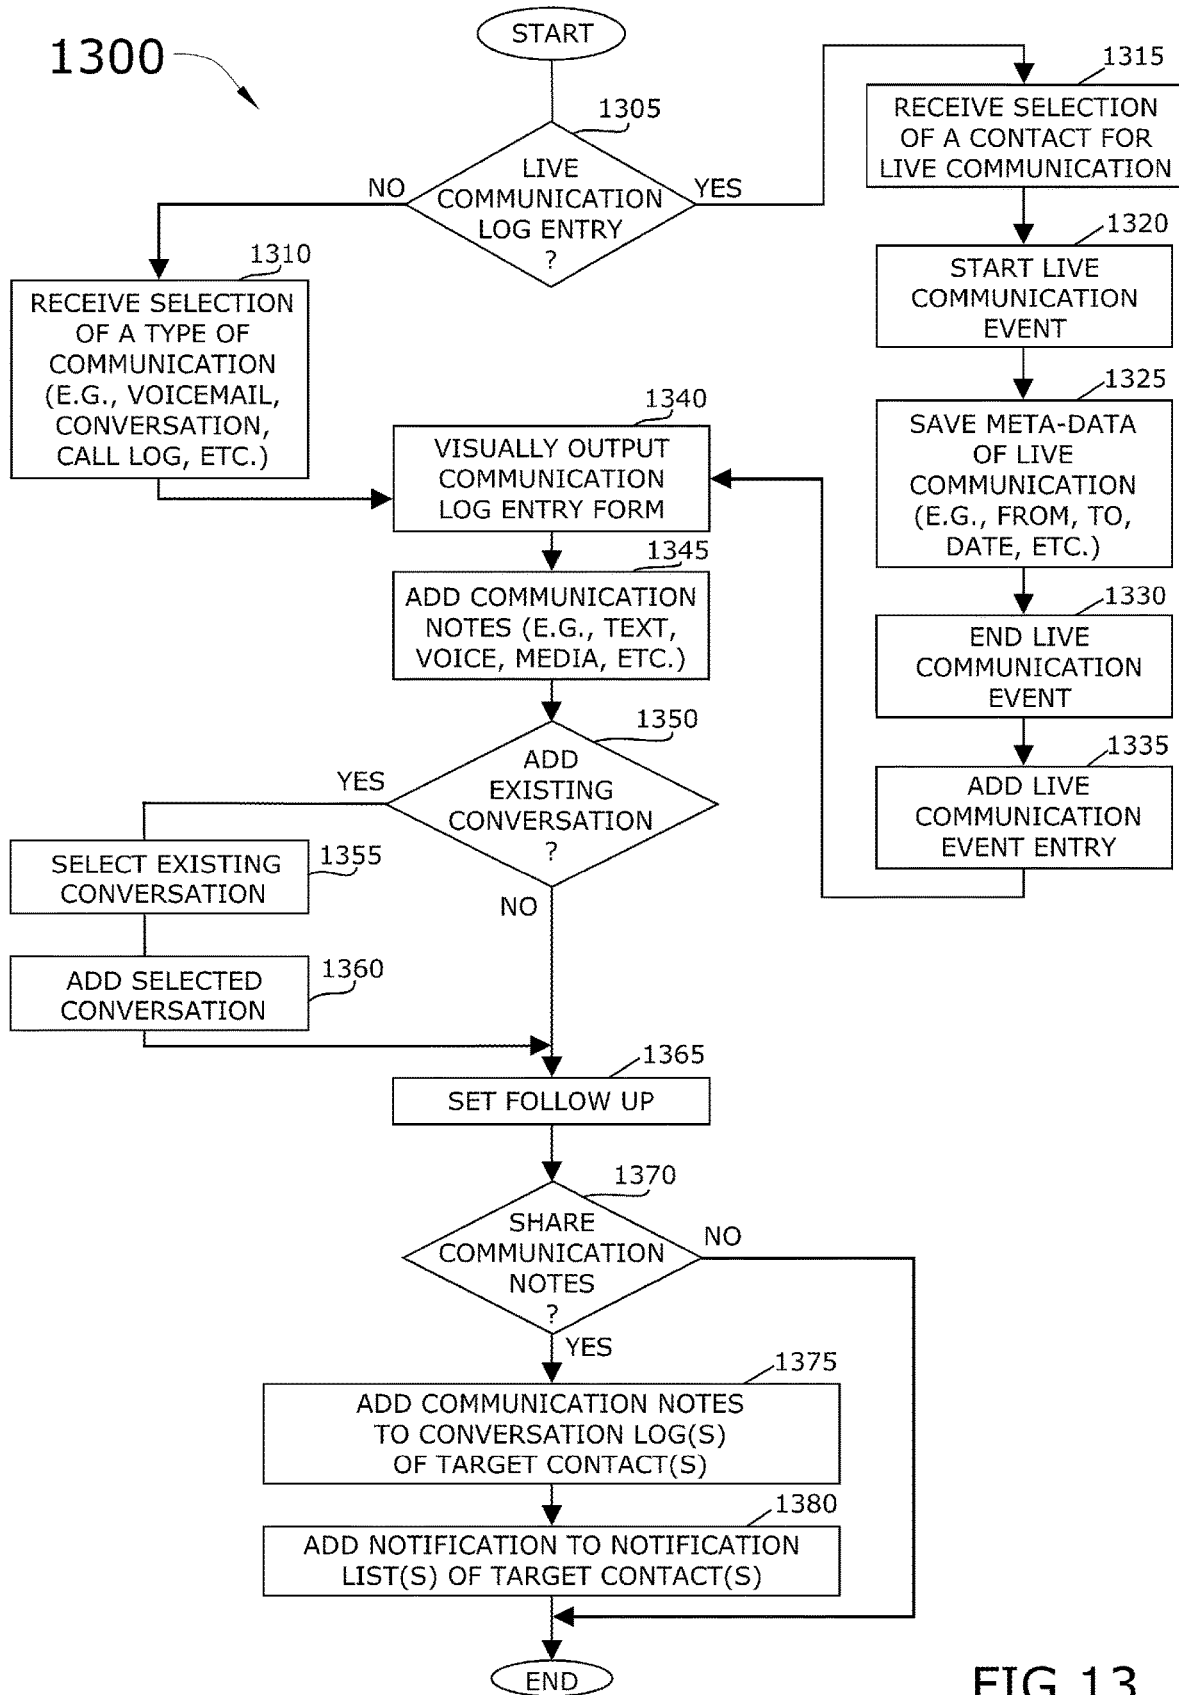 1300
START
1305
LIVE
COMMUNICATION
LOG ENTRY
?
NO
YES
1310
RECEIVE SELECTION
OF A TYPE OF
COMMUNICATION
(E.G., VOICEMAIL,
CONVERSATION,
CALL LOG, ETC.)
1315
RECEIVE SELECTION
OF A CONTACT FOR
LIVE COMMUNICATION
1320
START LIVE
COMMUNICATION
EVENT
1325
SAVE META-DATA
OF LIVE
COMMUNICATION
(E.G., FROM, TO,
DATE, ETC.)
1330
END LIVE
COMMUNICATION
EVENT
1335
ADD LIVE
COMMUNICATION
EVENT ENTRY
1340
VISUALLY OUTPUT
COMMUNICATION
LOG ENTRY FORM
1345
ADD COMMUNICATION
NOTES (E.G., TEXT,
VOICE, MEDIA, ETC.)
1350
ADD
EXISTING
CONVERSATION
?
YES
NO
1355
SELECT EXISTING
CONVERSATION
1360
ADD SELECTED
CONVERSATION
1365
SET FOLLOW UP
1370
SHARE
COMMUNICATION
NOTES
?
NO
YES
1375
ADD COMMUNICATION NOTES
TO CONVERSATION LOG(S)
OF TARGET CONTACT(S)
1380
ADD NOTIFICATION TO NOTIFICATION
LIST(S) OF TARGET CONTACT(S)
END
FIG 13